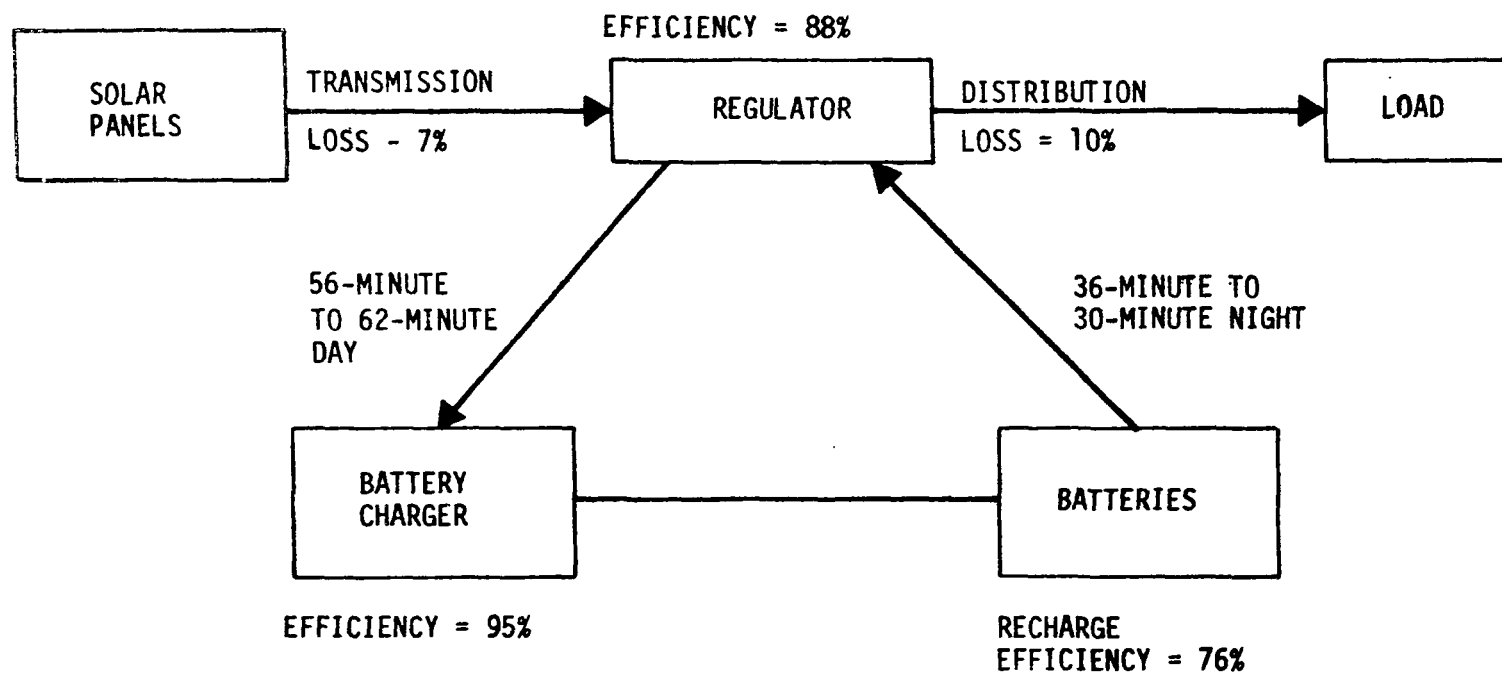 EFFICIENCY = 88%
SOLAR
PANELS
TRANSMISSION
LOSS - 7%
REGULATOR
DISTRIBUTION
LOSS = 10%
LOAD
56-MINUTE
TO 62-MINUTE
DAY
36-MINUTE TO
30-MINUTE NIGHT
BATTERY
CHARGER
BATTERIES
EFFICIENCY = 95%
RECHARGE
EFFICIENCY = 76%